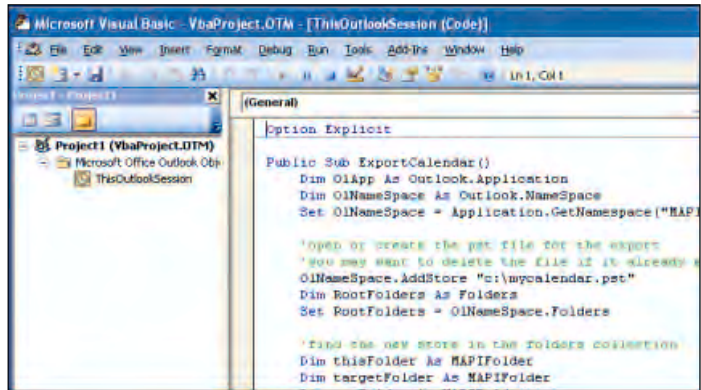 Microsoft Visual Basic - VbaProject.OTM - [ThisOutlookSession (Code)]
File Edit View Insert Format Debug Run Tools Add-Ins Window Help
Ln 1, Col 1
Project - Project1
(General)
Project1 (VbaProject.OTM)
Microsoft Office Outlook Obj
ThisOutlookSession
Option Explicit
Public Sub ExportCalendar()
Dim OlApp As Outlook.Application
Dim OlNameSpace As Outlook.NameSpace
Set OlNameSpace = Application.GetNamespace("MAPI
'open or create the pst file for the export
'you may want to delete the file if it already
OlNameSpace.AddStore "c:\mycalendar.pst"
Dim RootFolders As Folders
Set RootFolders = OlNameSpace.Folders
'find the new store in the folders collection
Dim thisFolder As MAPIFolder
Dim targetFolder As MAPIFolder